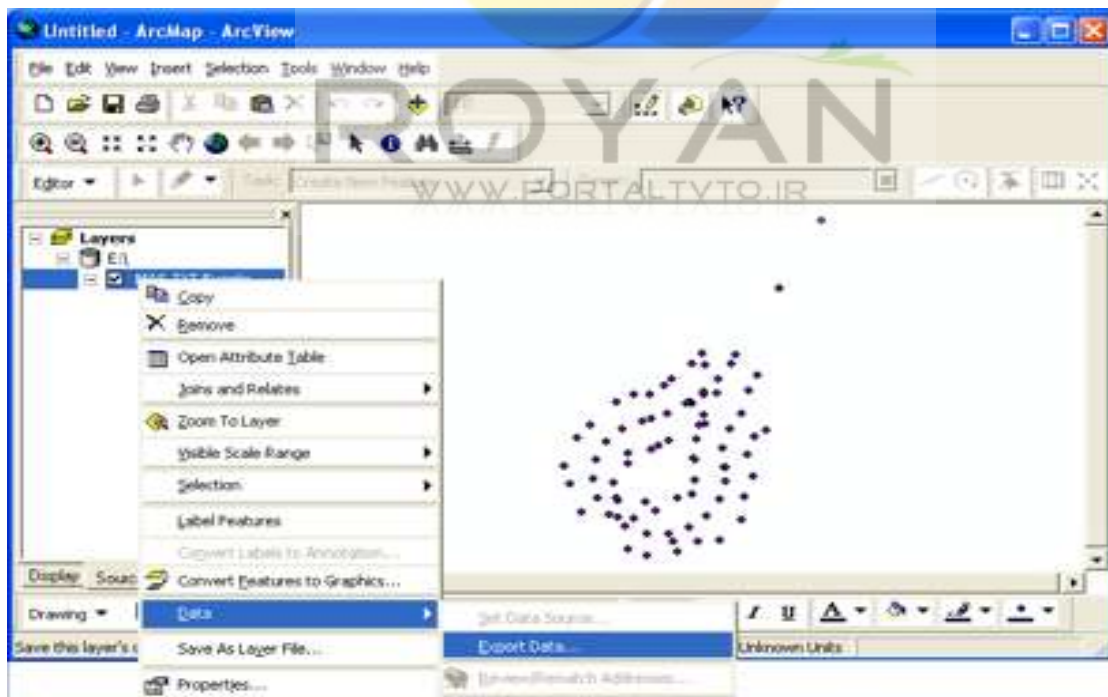 Untitled - ArcMap - ArcView
File Edit View Insert Selection Tools Window Help
ROYAN
WWW.PORTALTVTO.IR
Editor
Layers
E:\
Copy
Remove
Open Attribute Table
Joins and Relates
Zoom To Layer
Visible Scale Range
Selection
Label Features
Convert Labels to Annotation...
Convert Features to Graphics...
Display
Drawing
Data
Set Data Source...
Export Data...
I U A
Save this layer's
Save As Layer File...
Unknown Units
Properties...
Review/Rematch Addresses...